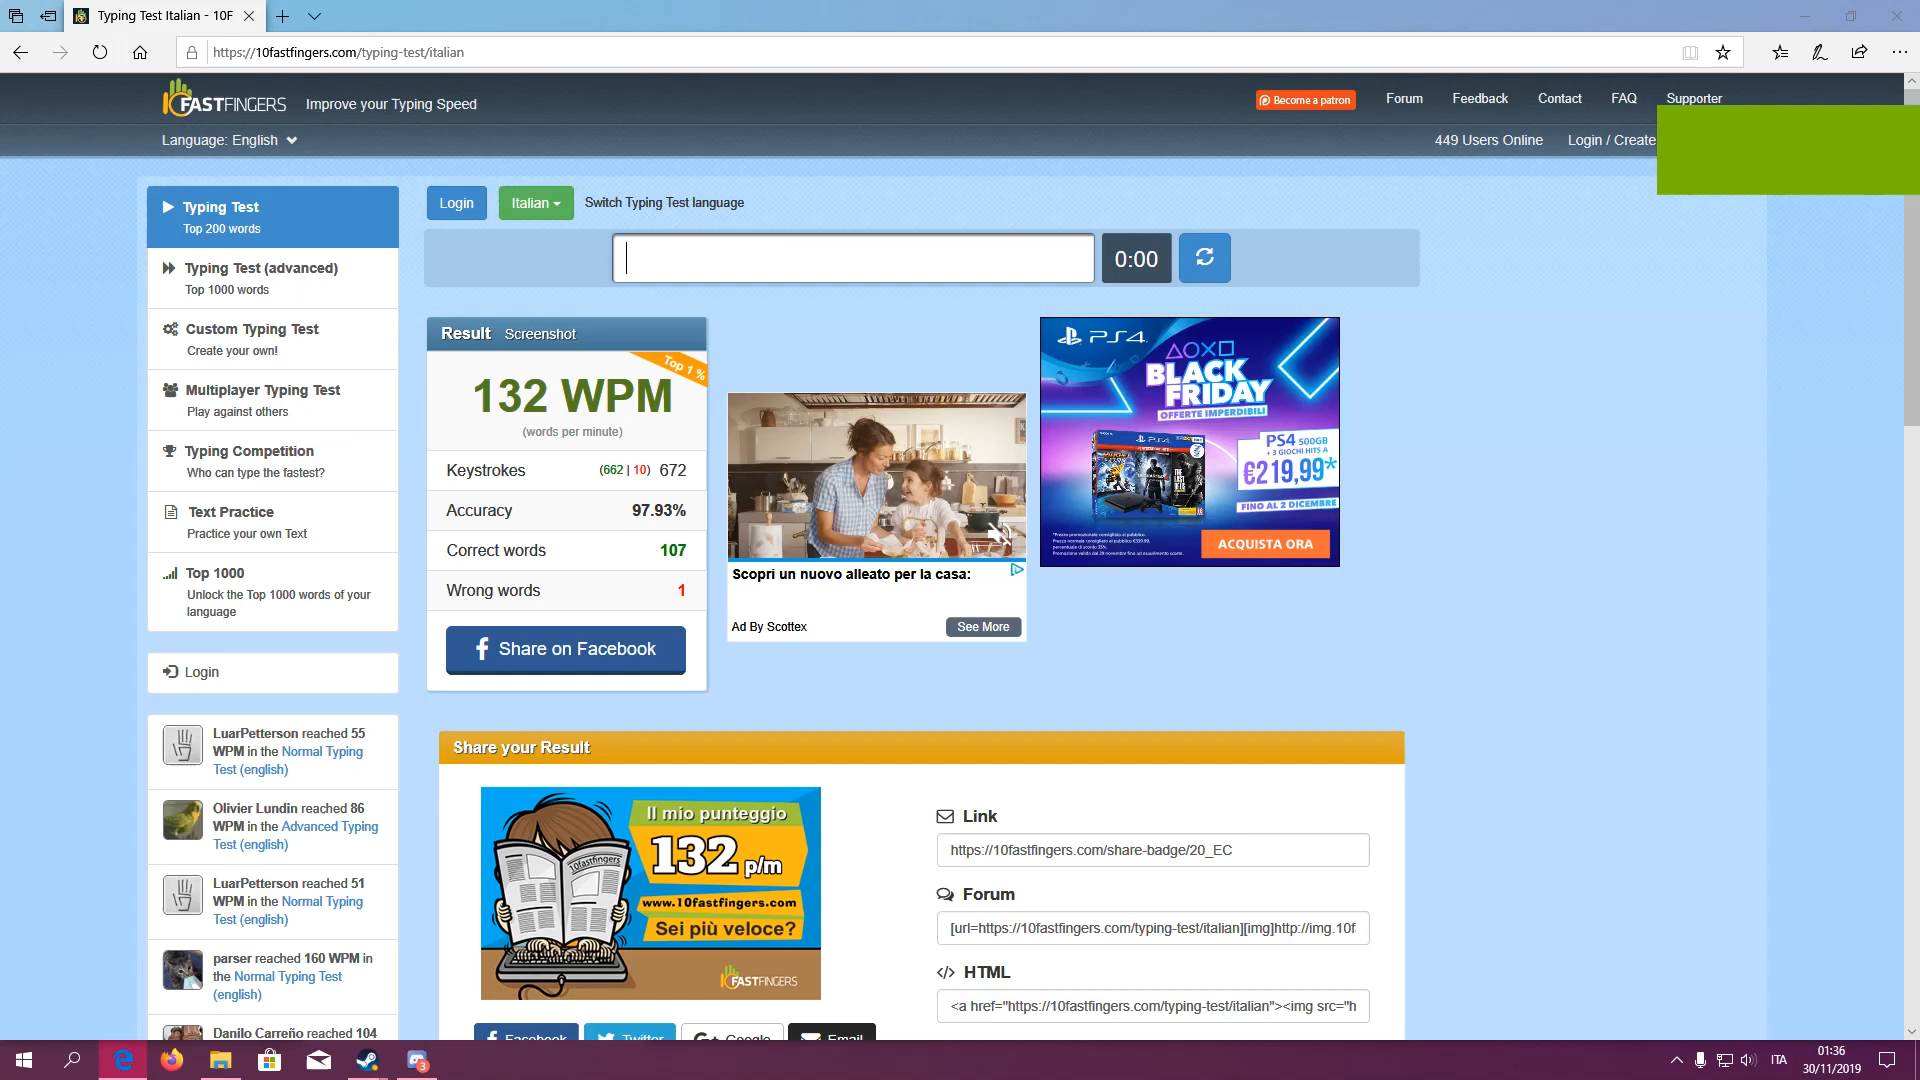 Typing Test Italian - 10F
https://10fastfingers.com/typing-test/italian
10FASTFINGERS
Improve your Typing Speed
Become a patron
Forum
Feedback
Contact
FAQ
Supporter
Language: English
449 Users Online
Login / Create
Typing Test
Top 200 words
Typing Test (advanced)
Top 1000 words
Custom Typing Test
Create your own!
Multiplayer Typing Test
Play against others
Typing Competition
Who can type the fastest?
Text Practice
Practice your own Text
Top 1000
Unlock the Top 1000 words of your
language
Login
LuarPetterson reached 55
WPM in the Normal Typing
Test (english)
Olivier Lundin reached 86
WPM in the Advanced Typing
Test (english)
LuarPetterson reached 51
WPM in the Normal Typing
Test (english)
parser reached 160 WPM in
the Normal Typing Test
(english)
Danilo Carreño reached 104
Login
Italian
Switch Typing Test language
0:00
Result Screenshot
Top 1 %
132 WPM
(words per minute)
Keystrokes (662 | 10) 672
Accuracy 97.93%
Correct words 107
Wrong words 1
Share on Facebook
Scopri un nuovo alleato per la casa:
Ad By Scottex
See More
PS4
BLACK
FRIDAY
OFFERTE IMPERDIBILI
PS4 500GB
+ 3 GIOCHI HITS A
€219,99*
FINO AL 2 DICEMBRE
ACQUISTA ORA
Share your Result
10fastfingers
Il mio punteggio
132 p/m
www.10fastfingers.com
Sei più veloce?
10FASTFINGERS
Link
https://10fastfingers.com/share-badge/20_EC
Forum
[url=https://10fastfingers.com/typing-test/italian][img]http://img.10f
HTML
<a href="https://10fastfingers.com/typing-test/italian"><img src="h
Facebook
Twitter
Google
Email
3
ITA
01:36
30/11/2019